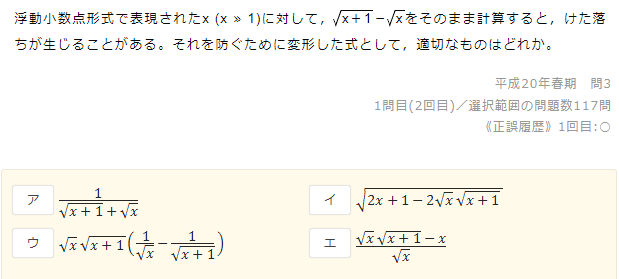 浮動小数点形式で表現されたx (x » 1)に対して，√(x+1)－√xをそのまま計算すると，けた落
ちが生じることがある。それを防ぐために変形した式として，適切なものはどれか。
平成20年春期　問3
1問目(2回目)／選択範囲の問題数117問
《正誤履歴》1回目:○
ア 1/(√(x+1)+√x)
イ √(2x+1−2√x√(x+1))
ウ √x√(x+1)(1/√x−1/√(x+1))
エ (√x√(x+1)−x)/√x